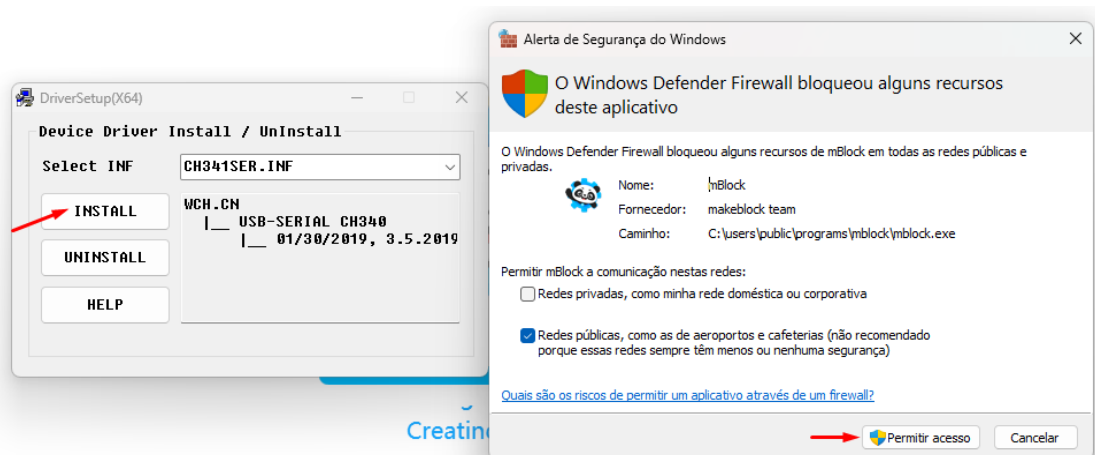 DriverSetup(X64)
Device Driver Install / UnInstall
Select INF
CH341SER.INF
INSTALL
UNINSTALL
HELP
WCH.CN
|__ USB-SERIAL CH340
|__ 01/30/2019, 3.5.2019
Creating
Alerta de Segurança do Windows
O Windows Defender Firewall bloqueou alguns recursos
deste aplicativo
O Windows Defender Firewall bloqueou alguns recursos de mBlock em todas as redes públicas e
privadas.
Nome: mBlock
Fornecedor: makeblock team
Caminho: C:\users\public\programs\mblock\mblock.exe
Permitir mBlock a comunicação nestas redes:
Redes privadas, como minha rede doméstica ou corporativa
Redes públicas, como as de aeroportos e cafeterias (não recomendado
porque essas redes sempre têm menos ou nenhuma segurança)
Quais são os riscos de permitir um aplicativo através de um firewall?
Permitir acesso
Cancelar